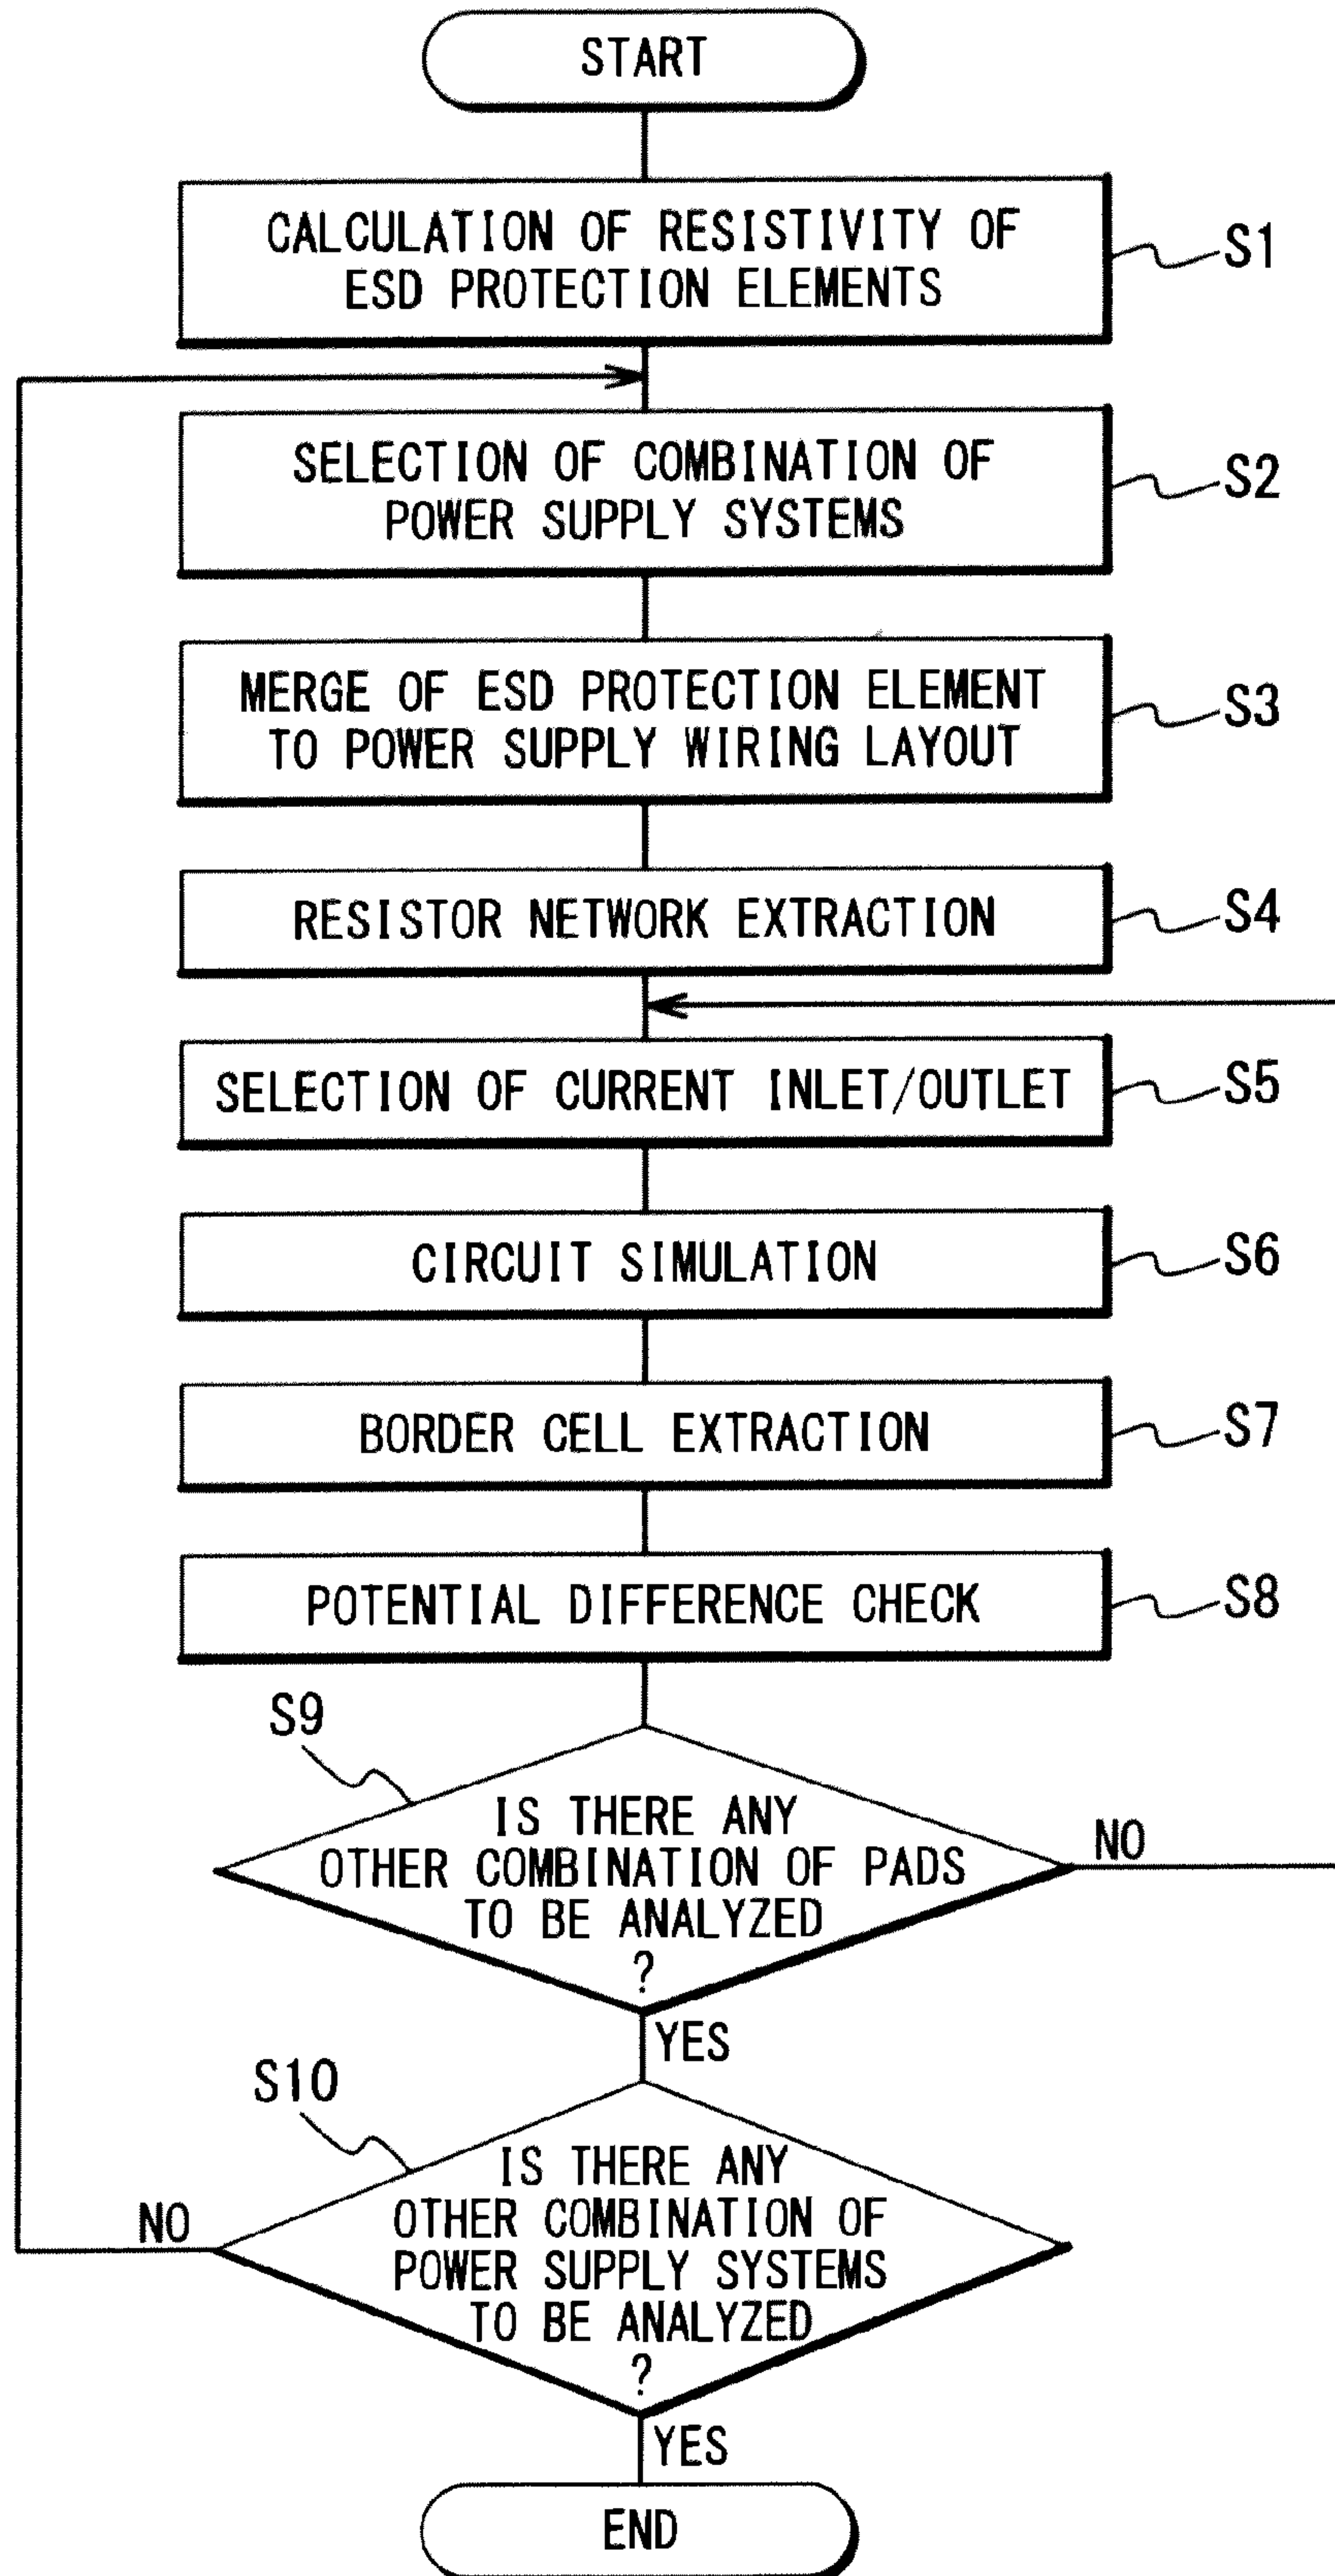 START
CALCULATION OF RESISTIVITY OF
ESD PROTECTION ELEMENTS
S1
SELECTION OF COMBINATION OF
POWER SUPPLY SYSTEMS
S2
MERGE OF ESD PROTECTION ELEMENT
TO POWER SUPPLY WIRING LAYOUT
S3
RESISTOR NETWORK EXTRACTION
S4
SELECTION OF CURRENT INLET/OUTLET
S5
CIRCUIT SIMULATION
S6
BORDER CELL EXTRACTION
S7
POTENTIAL DIFFERENCE CHECK
S8
S9
IS THERE ANY
OTHER COMBINATION OF PADS
TO BE ANALYZED
?
NO
YES
S10
IS THERE ANY
OTHER COMBINATION OF
POWER SUPPLY SYSTEMS
TO BE ANALYZED
?
NO
YES
END